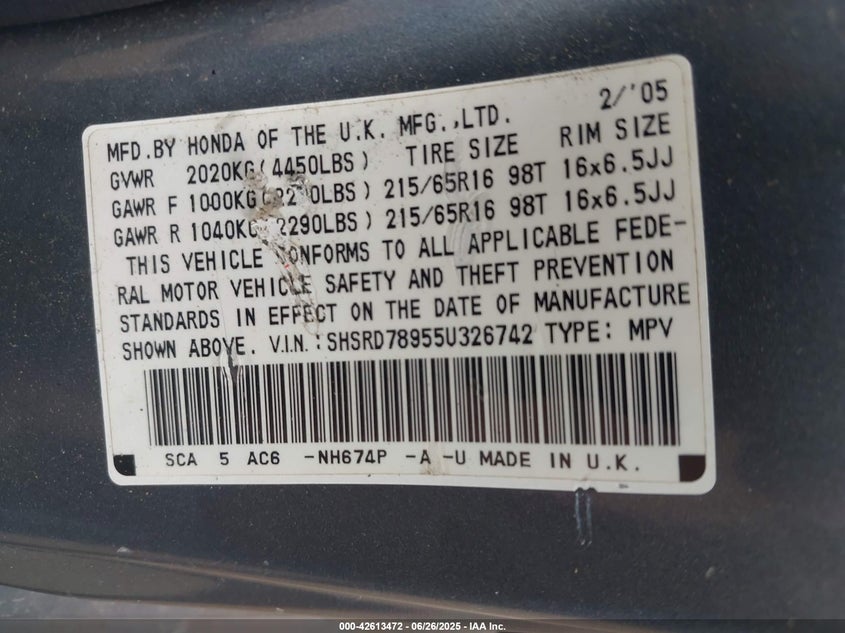 MFD.BY HONDA OF THE U.K. MFG.,LTD. 2/'05
GVWR 2020KG(4450LBS) TIRE SIZE RIM SIZE
GAWR F 1000KG( LBS) 215/65R16 98T 16x6.5JJ
GAWR R 1040KG(2290LBS) 215/65R16 98T 16x6.5JJ
THIS VEHICLE CONFORMS TO ALL APPLICABLE FEDE-
RAL MOTOR VEHICLE SAFETY AND THEFT PREVENTION
STANDARDS IN EFFECT ON THE DATE OF MANUFACTURE
SHOWN ABOVE. V.I.N.:SHSRD78955U326742 TYPE: MPV
SCA 5 AC6 -NH674P -A -U MADE IN U.K.
000-42613472 - 06/26/2025 - IAA Inc.